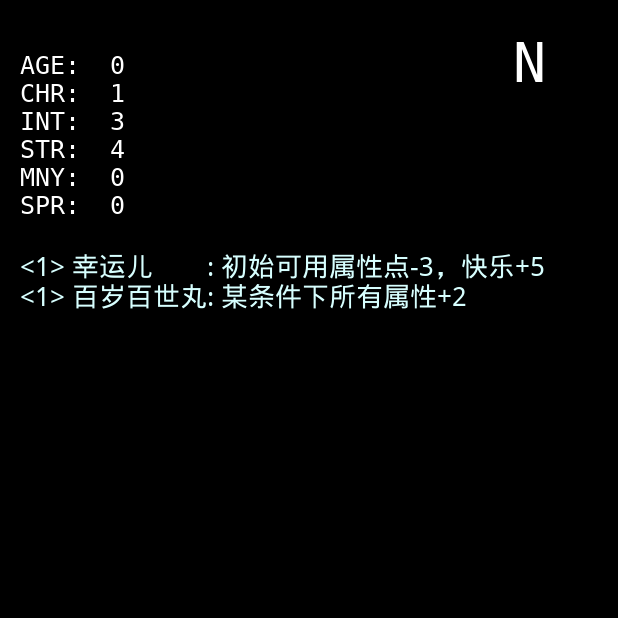 N
AGE: 0
CHR: 1
INT: 3
STR: 4
MNY: 0
SPR: 0
<1> 幸运儿 : 初始可用属性点-3，快乐+5
<1> 百岁百世丸: 某条件下所有属性+2